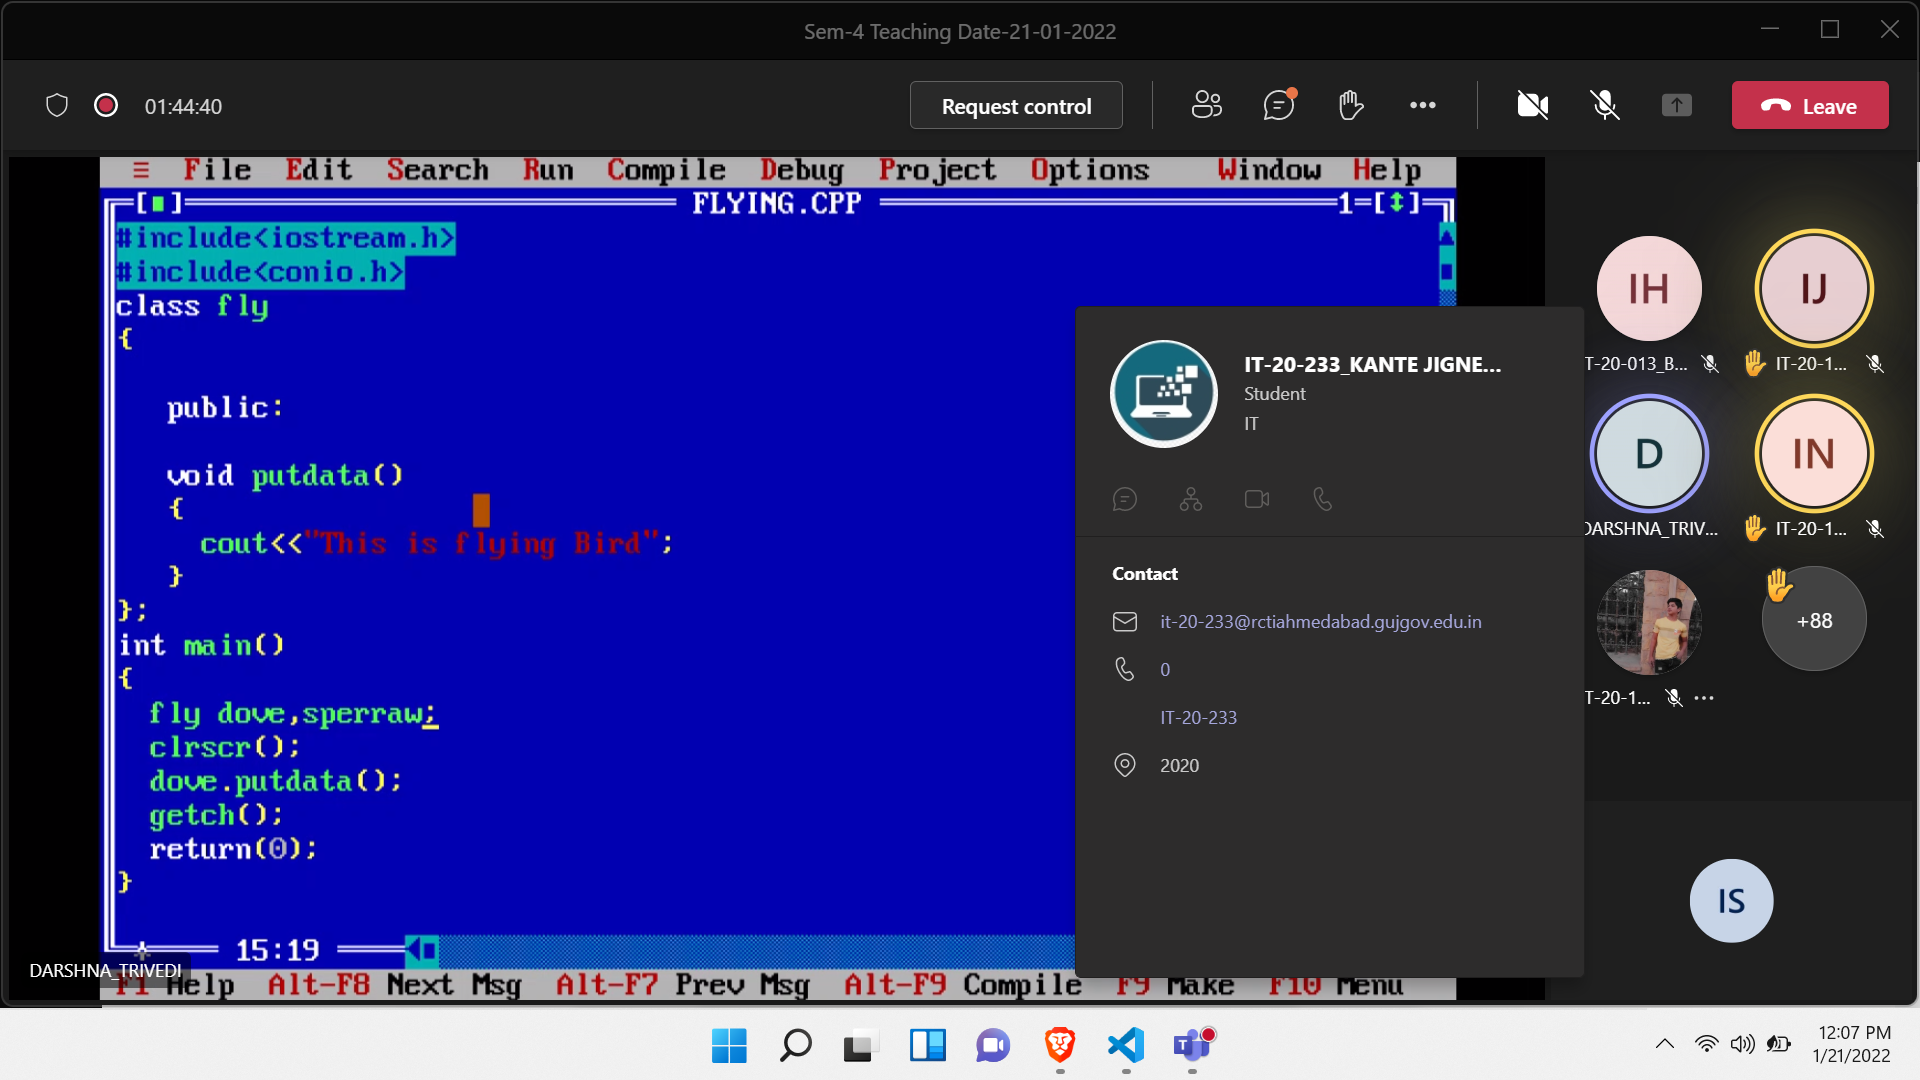 Sem-4 Teaching Date-21-01-2022
01:44:40
Request control
Leave
≡ File Edit Search Run Compile Debug Project Options Window Help
FLYING.CPP
1=[↕]
#include<iostream.h>
#include<conio.h>
class fly
{
public:
void putdata()
{
cout<<"This is flying Bird";
}
};
int main()
{
fly dove,sperraw;
clrscr();
dove.putdata();
getch();
return(0);
}
15:19
DARSHNA_TRIVEDI
F1 Help Alt-F8 Next Msg Alt-F7 Prev Msg Alt-F9 Compile F9 Make F10 Menu
IT-20-233_KANTE JIGNE...
Student
IT
Contact
it-20-233@rctiahmedabad.gujgov.edu.in
0
IT-20-233
2020
IH
IJ
T-20-013_B...
IT-20-1...
D
IN
DARSHNA_TRIV...
IT-20-1...
+88
T-20-1...
IS
12:07 PM
1/21/2022